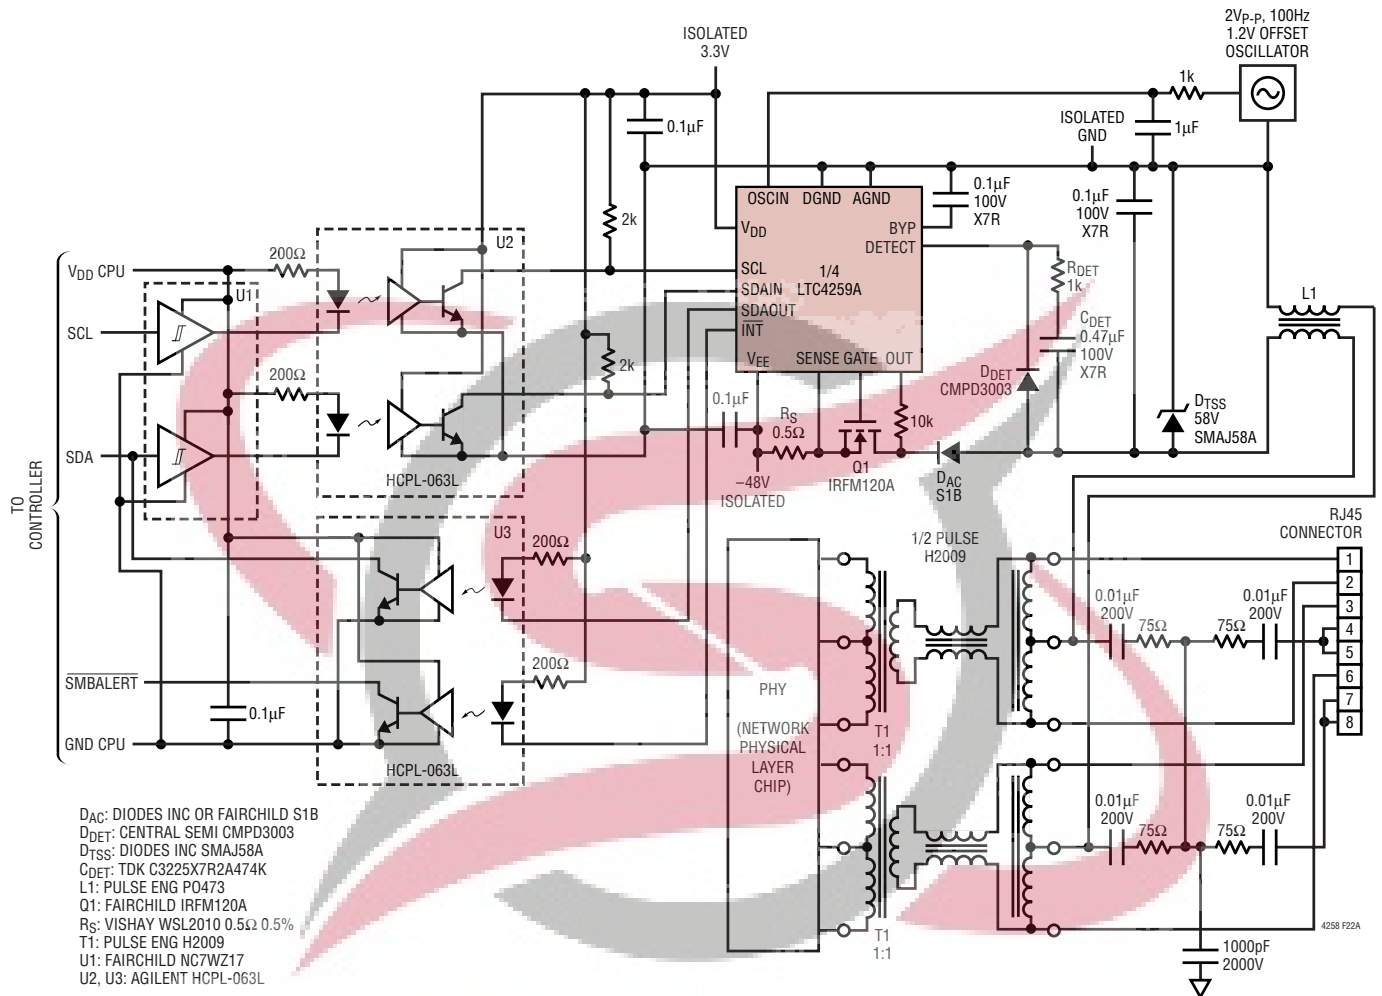 ISOLATED
3.3V
2VP-P, 100Hz
1.2V OFFSET
OSCILLATOR
1k
0.1µF
ISOLATED
GND
1µF
0.1µF
100V
X7R
0.1µF
100V
X7R
OSCIN DGND AGND
VDD
BYP
DETECT
SCL
SDAIN
SDAOUT
INT
VEE
1/4
LTC4259A
SENSE GATE OUT
2k
2k
U2
200Ω
VDD CPU
U1
SCL
200Ω
SDA
HCPL-063L
TO
CONTROLLER
RDET
1k
CDET
0.47µF
100V
X7R
DDET
CMPD3003
L1
0.1µF
RS
0.5Ω
10k
DTSS
58V
SMAJ58A
–48V
ISOLATED
Q1
IRFM120A
DAC
S1B
RJ45
CONNECTOR
U3
200Ω
200Ω
1/2 PULSE
H2009
SMBALERT
0.1µF
GND CPU
HCPL-063L
PHY
(NETWORK
PHYSICAL
LAYER
CHIP)
T1
1:1
T1
1:1
0.01µF
200V
75Ω
75Ω
0.01µF
200V
1
2
3
4
5
6
7
8
0.01µF
200V
75Ω
75Ω
0.01µF
200V
1000pF
2000V
4258 F22A
DAC: DIODES INC OR FAIRCHILD S1B
DDET: CENTRAL SEMI CMPD3003
DTSS: DIODES INC SMAJ58A
CDET: TDK C3225X7R2A474K
L1: PULSE ENG PO473
Q1: FAIRCHILD IRFM120A
RS: VISHAY WSL2010 0.5Ω 0.5%
T1: PULSE ENG H2009
U1: FAIRCHILD NC7WZ17
U2, U3: AGILENT HCPL-063L